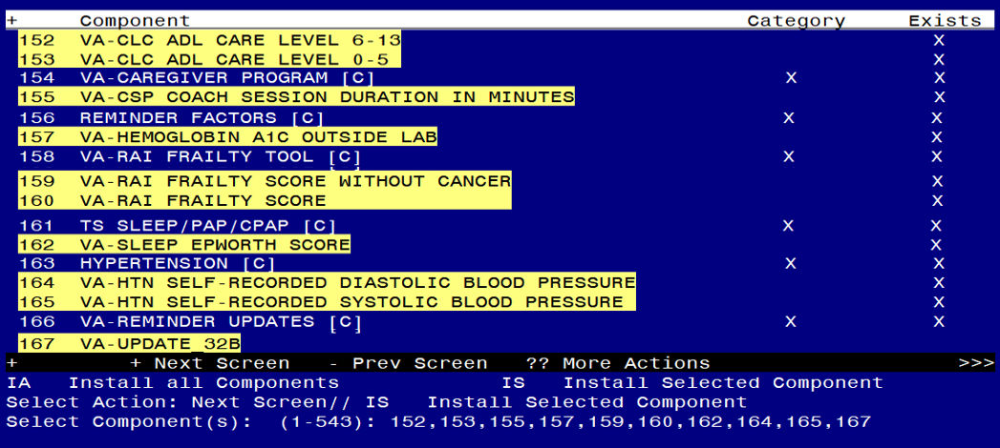 + Component Category Exists
152 VA-CLC ADL CARE LEVEL 6-13 X
153 VA-CLC ADL CARE LEVEL 0-5 X
154 VA-CAREGIVER PROGRAM [C] X X
155 VA-CSP COACH SESSION DURATION IN MINUTES X
156 REMINDER FACTORS [C] X X
157 VA-HEMOGLOBIN A1C OUTSIDE LAB X
158 VA-RAI FRAILTY TOOL [C] X X
159 VA-RAI FRAILTY SCORE WITHOUT CANCER X
160 VA-RAI FRAILTY SCORE X
161 TS SLEEP/PAP/CPAP [C] X X
162 VA-SLEEP EPWORTH SCORE X
163 HYPERTENSION [C] X X
164 VA-HTN SELF-RECORDED DIASTOLIC BLOOD PRESSURE X
165 VA-HTN SELF-RECORDED SYSTOLIC BLOOD PRESSURE X
166 VA-REMINDER UPDATES [C] X X
167 VA-UPDATE_32B
+ + Next Screen - Prev Screen ?? More Actions >>>
IA Install all Components IS Install Selected Component
Select Action: Next Screen// IS Install Selected Component
Select Component(s): (1-543): 152,153,155,157,159,160,162,164,165,167